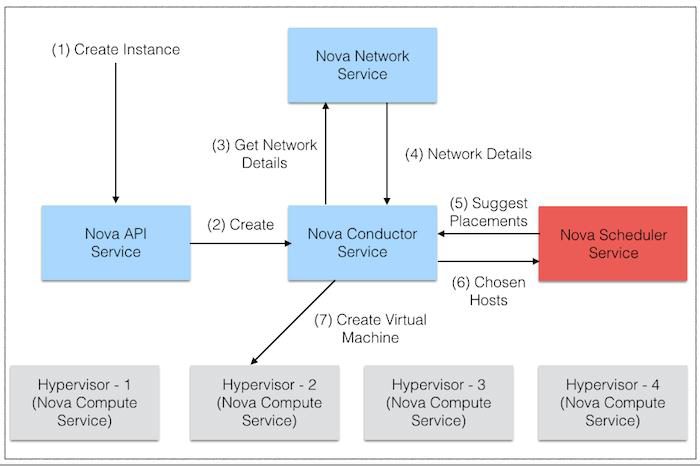 (1) Create Instance
Nova Network
Service
(3) Get Network
Details
(4) Network Details
Nova API
Service
(2) Create
Nova Conductor
Service
(5) Suggest
Placements
Nova Scheduler
Service
(6) Chosen
Hosts
(7) Create Virtual
Machine
Hypervisor - 1
(Nova Compute
Service)
Hypervisor - 2
(Nova Compute
Service)
Hypervisor - 3
(Nova Compute
Service)
Hypervisor - 4
(Nova Compute
Service)